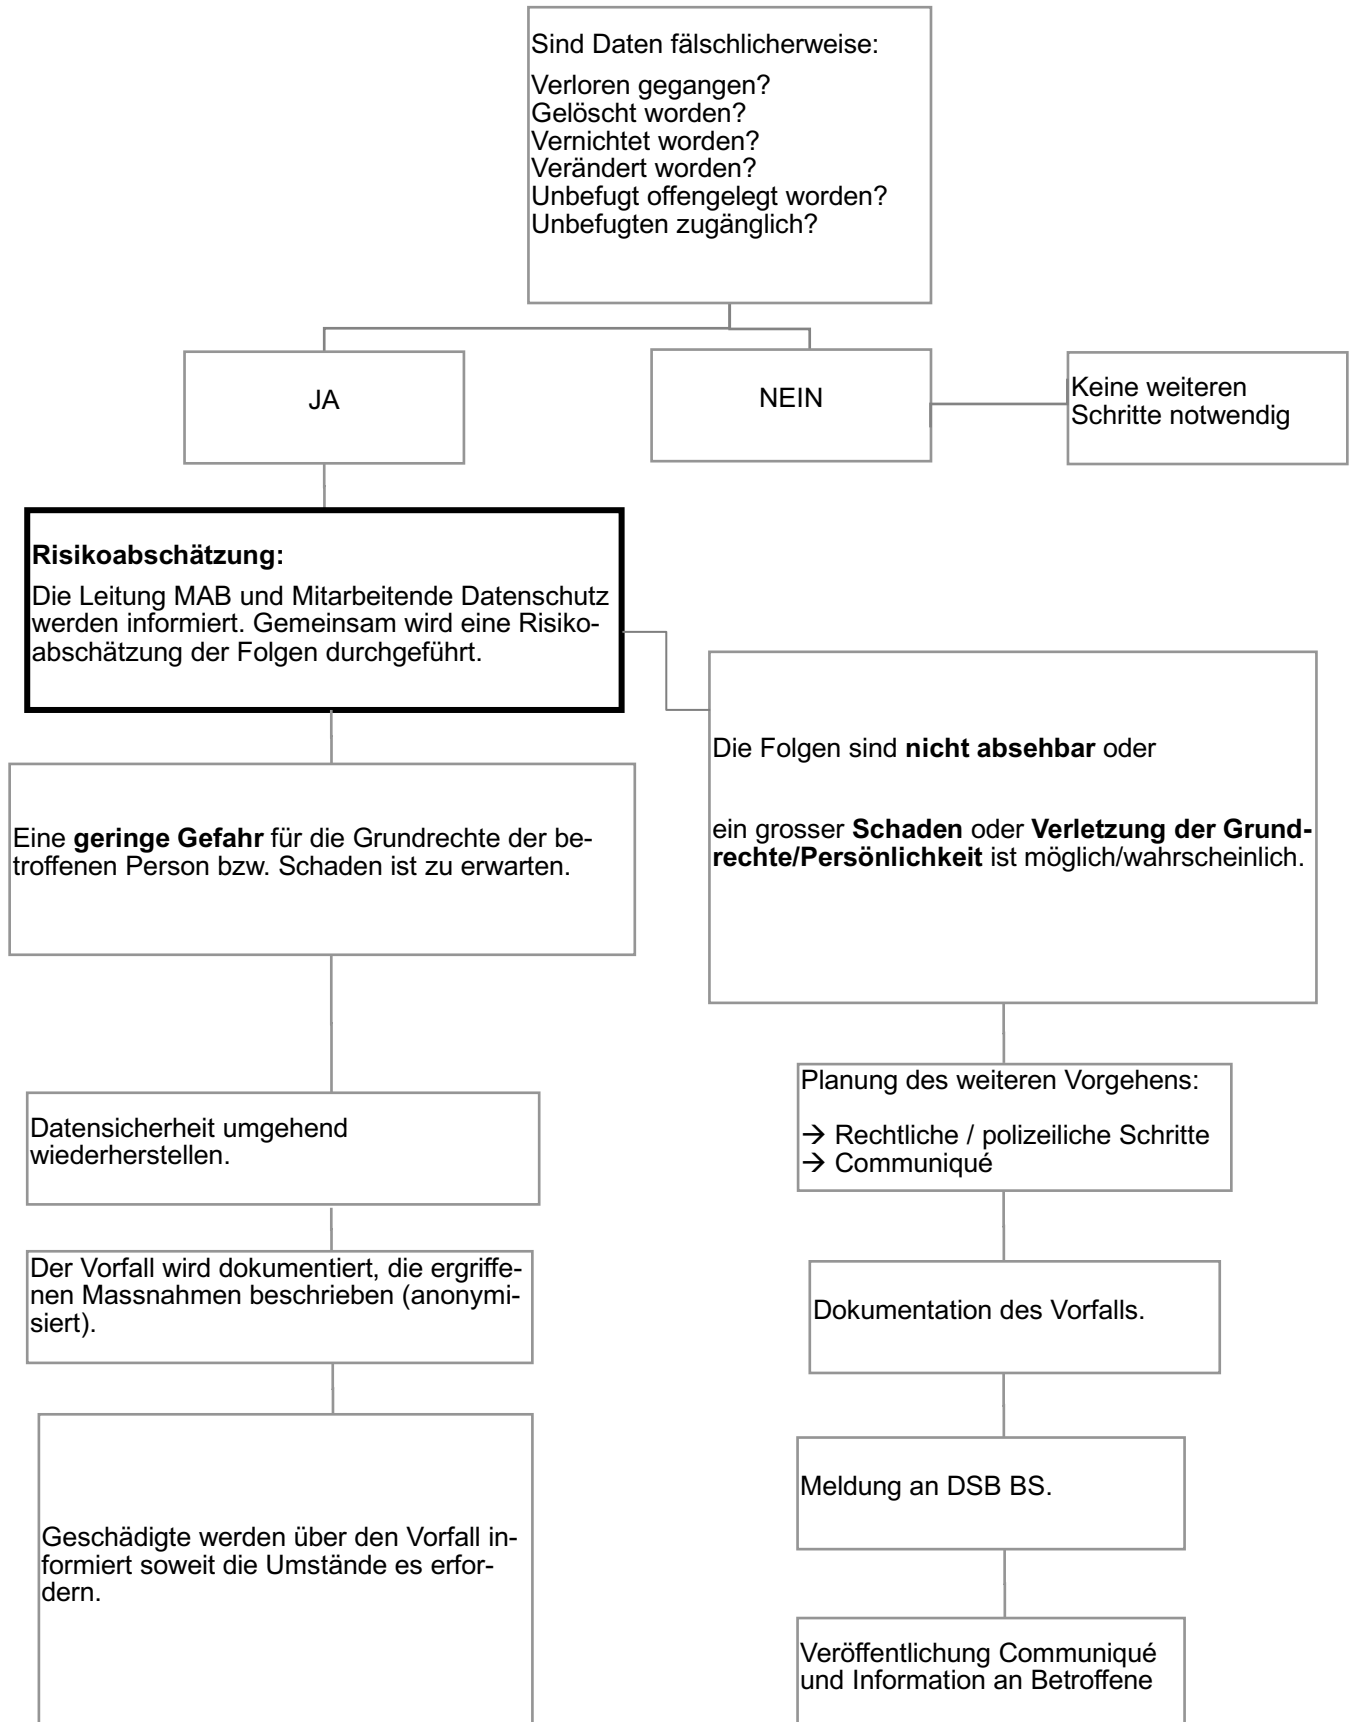 Sind Daten fälschlicherweise:
Verloren gegangen?
Gelöscht worden?
Vernichtet worden?
Verändert worden?
Unbefugt offengelegt worden?
Unbefugten zugänglich?
JA
NEIN
Keine weiteren
Schritte notwendig
Risikoabschätzung:
Die Leitung MAB und Mitarbeitende Datenschutz
werden informiert. Gemeinsam wird eine Risiko-
abschätzung der Folgen durchgeführt.
Eine geringe Gefahr für die Grundrechte der be-
troffenen Person bzw. Schaden ist zu erwarten.
Die Folgen sind nicht absehbar oder
ein grosser Schaden oder Verletzung der Grund-
rechte/Persönlichkeit ist möglich/wahrscheinlich.
Datensicherheit umgehend
wiederherstellen.
Der Vorfall wird dokumentiert, die ergriffe-
nen Massnahmen beschrieben (anonymi-
siert).
Geschädigte werden über den Vorfall in-
formiert soweit die Umstände es erfor-
dern.
Planung des weiteren Vorgehens:
→ Rechtliche / polizeiliche Schritte
→ Communiqué
Dokumentation des Vorfalls.
Meldung an DSB BS.
Veröffentlichung Communiqué
und Information an Betroffene